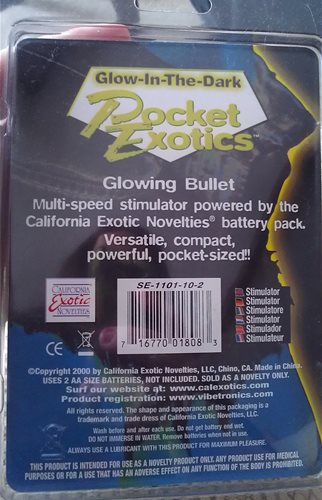 Glow-In-The-Dark
Pocket
Exotics™
Glowing Bullet
Multi-speed stimulator powered by the
California Exotic Novelties® battery pack.
Versatile, compact,
powerful, pocket-sized!!
CALIFORNIA
Exotic
NOVELTIES
CE
SE-1101-10-2
7 16770 01808 3
Stimulator
Stimulator
Stimulatore
Stimulator
Stimulador
Stimulateur
©Copyright 2000 by California Exotic Novelties, LLC, Chino, CA. Made in China.
USES 2 AA SIZE BATTERIES, NOT INCLUDED. SOLD AS A NOVELTY ONLY.
Surf our website at: www.calexotics.com
Product registration: www.vibetronics.com
All rights reserved. The shape and appearance of this packaging is a
trademark and trade dress of California Exotic Novelties, LLC.
Wash before and after each use. Do not get battery end wet.
DO NOT IMMERSE IN WATER. Remove batteries when not in use.
ALWAYS USE A LUBRICANT WITH THIS PRODUCT FOR MAXIMUM PLEASURE.
THIS PRODUCT IS INTENDED FOR USE AS A NOVELTY PRODUCT ONLY. ANY PRODUCT USE FOR MEDICAL
PURPOSES OR FOR A USE THAT HAS AN ADVERSE EFFECT ON ANY FUNCTION OF THE BODY IS PROHIBITED.